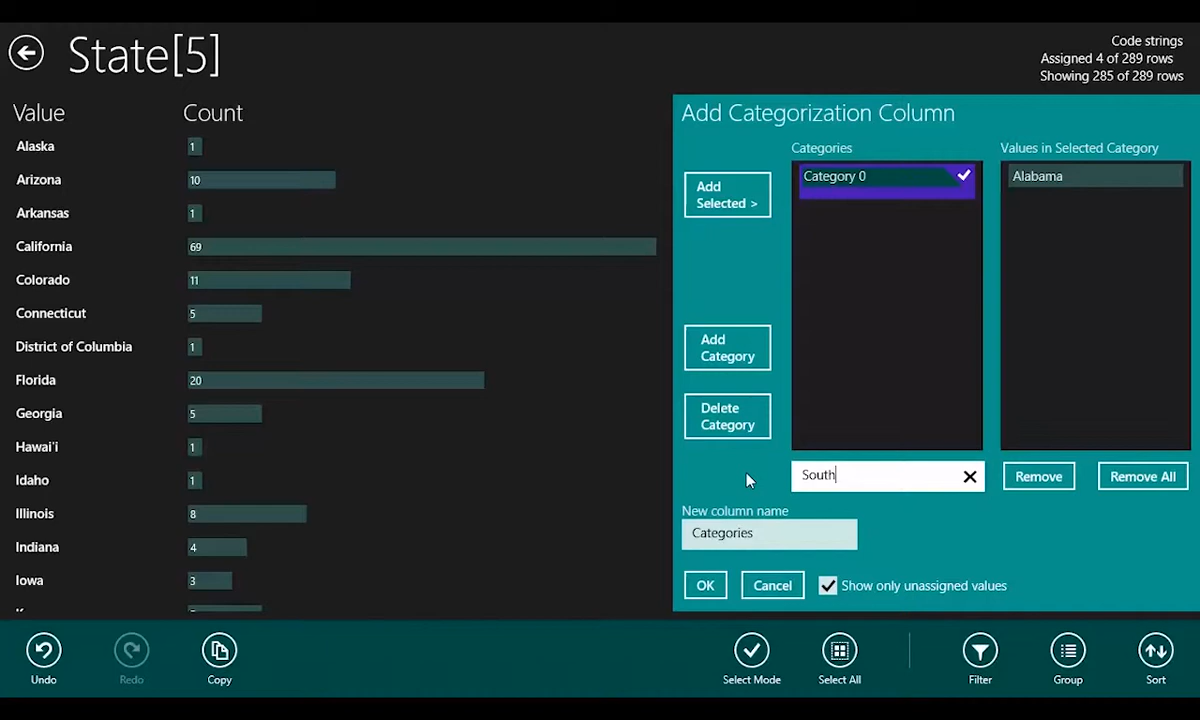 State[5]
Code strings
Assigned 4 of 289 rows
Showing 285 of 289 rows
Value Count
Alaska 1
Arizona 10
Arkansas 1
California 69
Colorado 11
Connecticut 5
District of Columbia 1
Florida 20
Georgia 5
Hawai'i 1
Idaho 1
Illinois 8
Indiana 4
Iowa 3
Add Categorization Column
Categories
Values in Selected Category
Add
Selected >
Category 0
Alabama
Add
Category
Delete
Category
South
Remove
Remove All
New column name
Categories
OK
Cancel
Show only unassigned values
Undo
Redo
Copy
Select Mode
Select All
Filter
Group
Sort